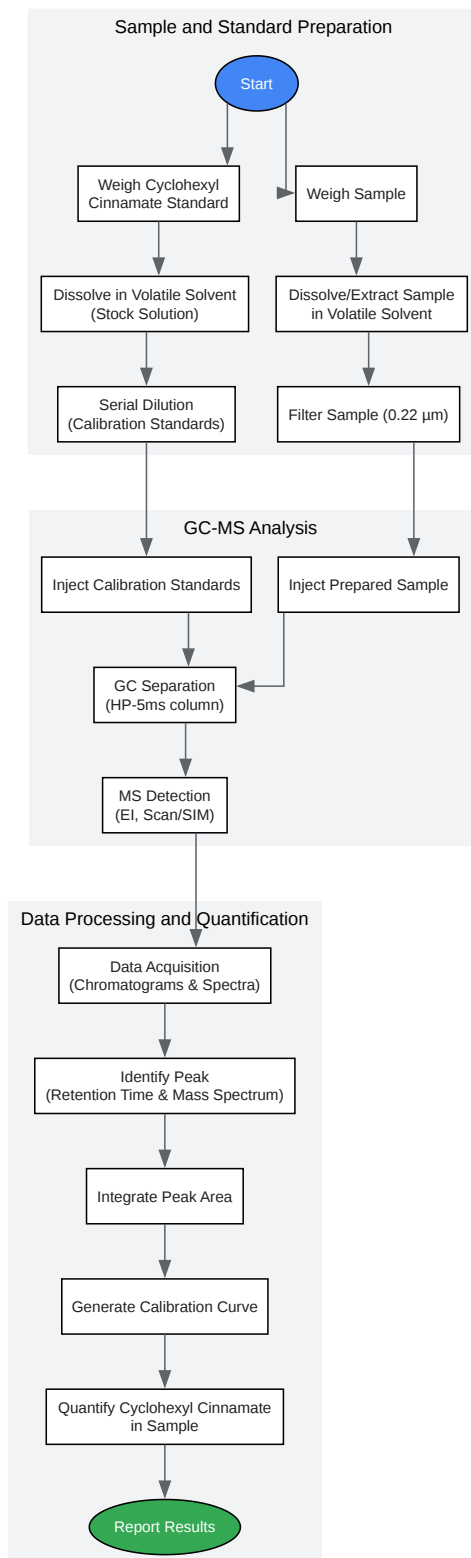 Sample and Standard Preparation
Start
Weigh Cyclohexyl
Cinnamate Standard
Weigh Sample
Dissolve in Volatile Solvent
(Stock Solution)
Dissolve/Extract Sample
in Volatile Solvent
Serial Dilution
(Calibration Standards)
Filter Sample (0.22 µm)
GC-MS Analysis
Inject Calibration Standards
Inject Prepared Sample
GC Separation
(HP-5ms column)
MS Detection
(EI, Scan/SIM)
Data Processing and Quantification
Data Acquisition
(Chromatograms & Spectra)
Identify Peak
(Retention Time & Mass Spectrum)
Integrate Peak Area
Generate Calibration Curve
Quantify Cyclohexyl Cinnamate
in Sample
Report Results